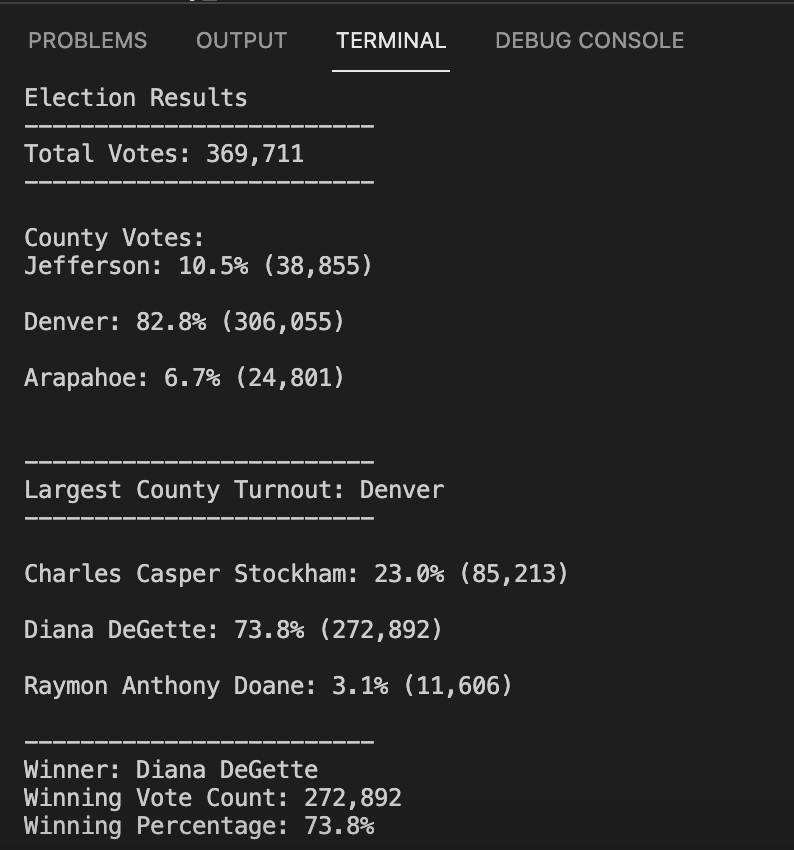 PROBLEMS OUTPUT TERMINAL DEBUG CONSOLE
Election Results
-------------------------
Total Votes: 369,711
-------------------------
County Votes:
Jefferson: 10.5% (38,855)
Denver: 82.8% (306,055)
Arapahoe: 6.7% (24,801)
-------------------------
Largest County Turnout: Denver
-------------------------
Charles Casper Stockham: 23.0% (85,213)
Diana DeGette: 73.8% (272,892)
Raymon Anthony Doane: 3.1% (11,606)
-------------------------
Winner: Diana DeGette
Winning Vote Count: 272,892
Winning Percentage: 73.8%